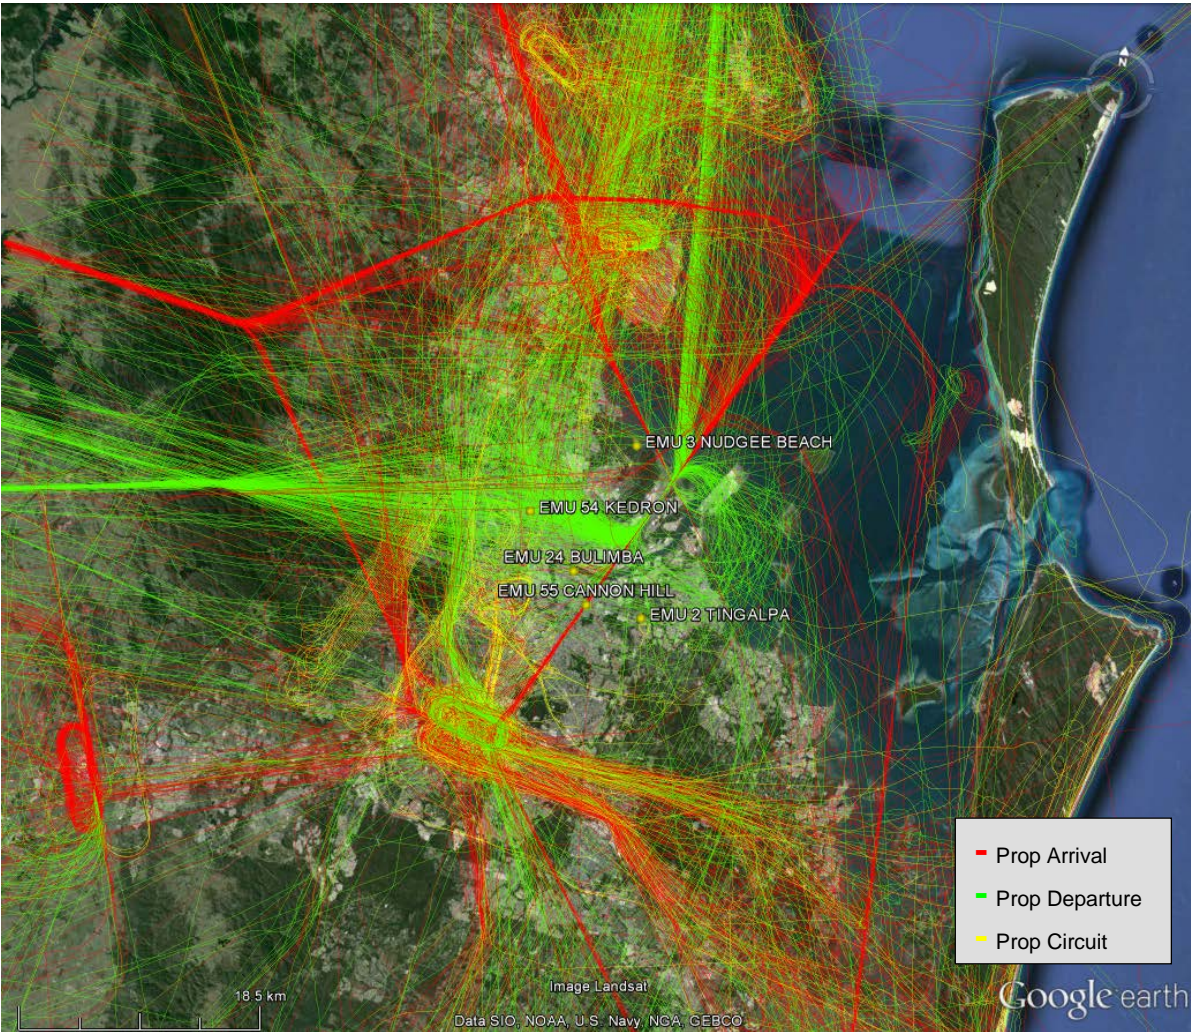 N
EMU 3 NUDGEE BEACH
EMU 54 KEDRON
EMU 24 BULIMBA
EMU 55 CANNON HILL
EMU 2 TINGALPA
Prop Arrival
Prop Departure
Prop Circuit
18.5 km
Image Landsat
Data SIO, NOAA, U.S. Navy, NGA, GEBCO
Google earth